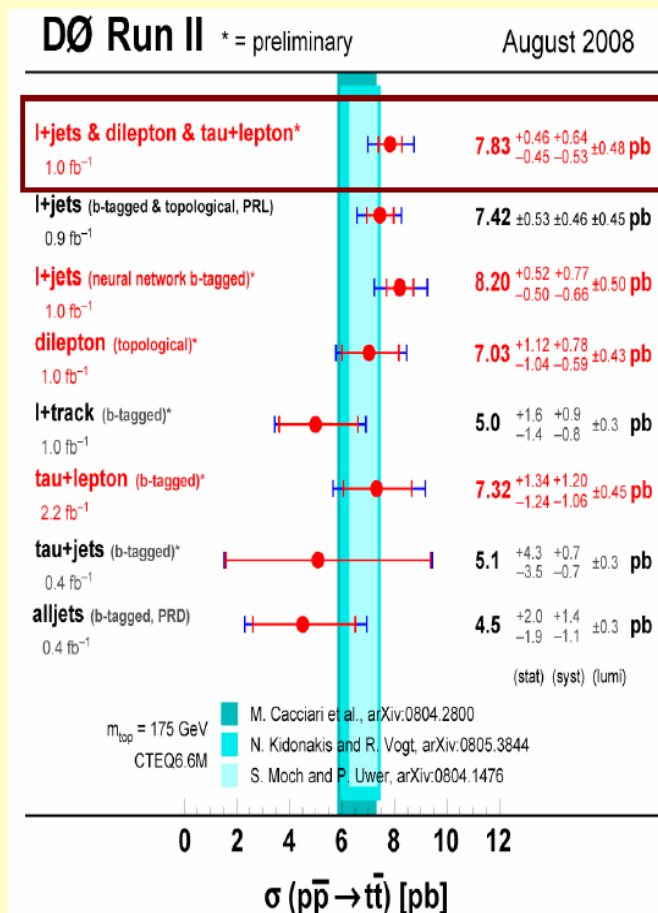 DØ Run II * = preliminary August 2008
l+jets & dilepton & tau+lepton* 7.83 +0.46 −0.45 +0.64 −0.53 ±0.48 pb
1.0 fb⁻¹
l+jets (b-tagged & topological, PRL) 7.42 ±0.53 ±0.46 ±0.45 pb
0.9 fb⁻¹
l+jets (neural network b-tagged)* 8.20 +0.52 −0.50 +0.77 −0.66 ±0.50 pb
1.0 fb⁻¹
dilepton (topological)* 7.03 +1.12 −1.04 +0.78 −0.59 ±0.43 pb
1.0 fb⁻¹
l+track (b-tagged)* 5.0 +1.6 −1.4 +0.9 −0.8 ±0.3 pb
1.0 fb⁻¹
tau+lepton (b-tagged)* 7.32 +1.34 −1.24 +1.20 −1.06 ±0.45 pb
2.2 fb⁻¹
tau+jets (b-tagged)* 5.1 +4.3 −3.5 +0.7 −0.7 ±0.3 pb
0.4 fb⁻¹
alljets (b-tagged, PRD) 4.5 +2.0 −1.9 +1.4 −1.1 ±0.3 pb
0.4 fb⁻¹
(stat) (syst) (lumi)
m_top = 175 GeV
CTEQ6.6M
M. Cacciari et al., arXiv:0804.2800
N. Kidonakis and R. Vogt, arXiv:0805.3844
S. Moch and P. Uwer, arXiv:0804.1476
0 2 4 6 8 10 12
σ (pp̅ → tt̅) [pb]